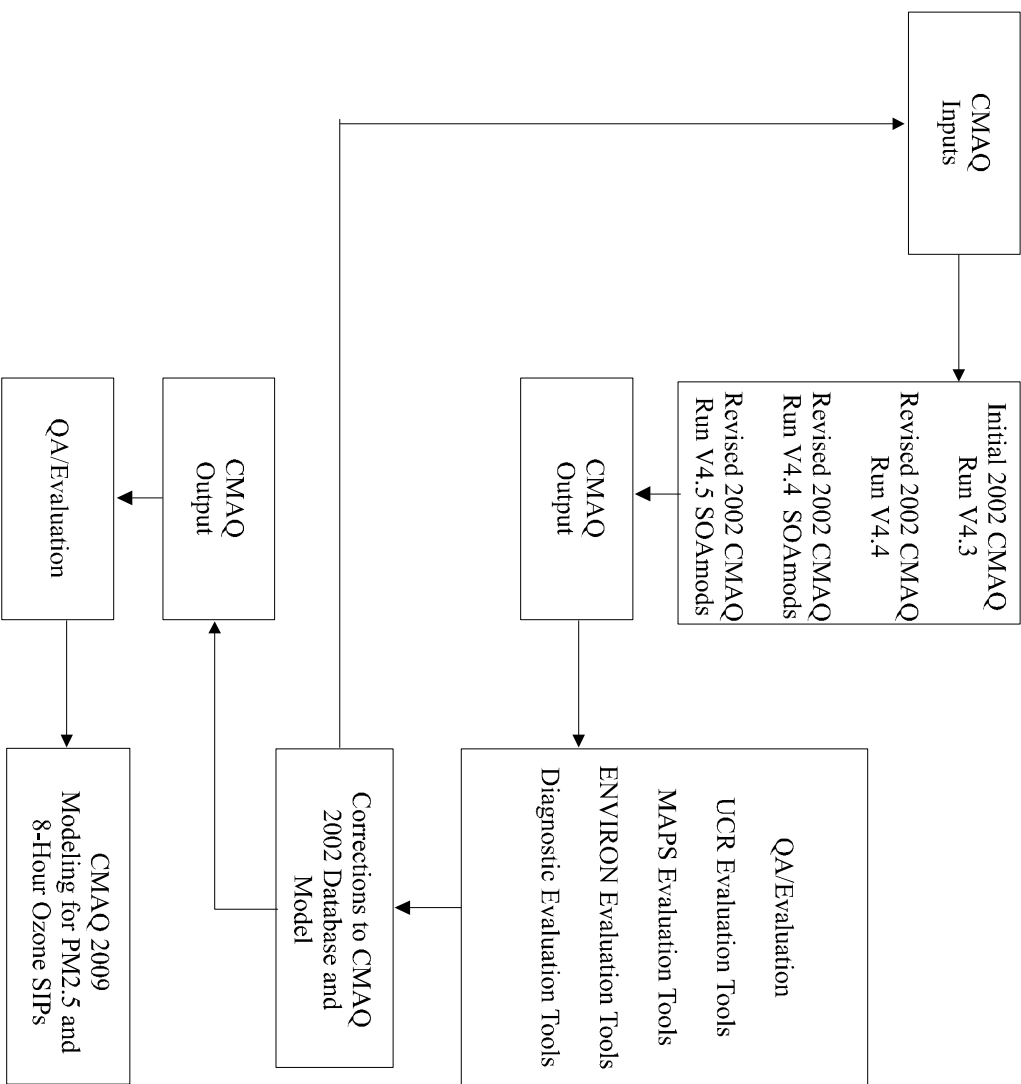 CMAQ
Inputs
Initial 2002 CMAQ
Run V4.3
Revised 2002 CMAQ
Run V4.4
Revised 2002 CMAQ
Run V4.4 SOAmods
Revised 2002 CMAQ
Run V4.5 SOAmods
CMAQ
Output
QA/Evaluation
UCR Evaluation Tools
MAPS Evaluation Tools
ENVIRON Evaluation Tools
Diagnostic Evaluation Tools
Corrections to CMAQ
2002 Database and
Model
CMAQ
Output
QA/Evaluation
CMAQ 2009
Modeling for PM2.5 and
8-Hour Ozone SIPs